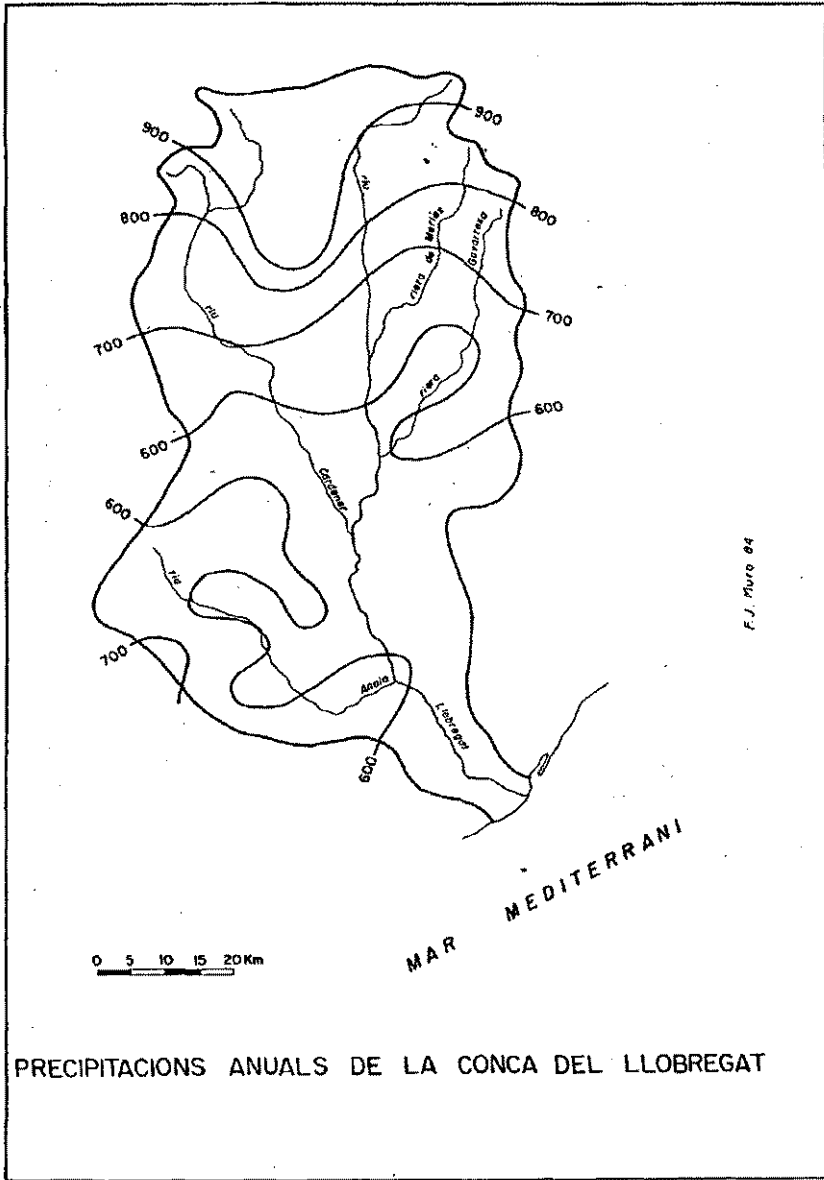 900
900
800
800
riu
riera de Merlès
Gavarresa
riu
700
700
riera
600
600
Cardener
600
riu
700
Anoia
Llobregat
600
F.J. Muro 84
MAR MEDITERRANI
0 5 10 15 20 Km
PRECIPITACIONS ANUALS DE LA CONCA DEL LLOBREGAT